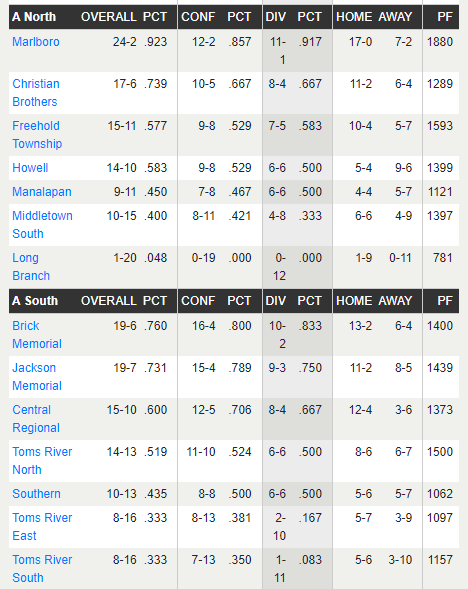 A North OVERALL PCT CONF PCT DIV PCT HOME AWAY PF
Marlboro 24-2 .923 12-2 .857 11- .917 17-0 7-2 1880
1
Christian 17-6 .739 10-5 .667 8-4 .667 11-2 6-4 1289
Brothers
Freehold 15-11 .577 9-8 .529 7-5 .583 10-4 5-7 1593
Township
Howell 14-10 .583 9-8 .529 6-6 .500 5-4 9-6 1399
Manalapan 9-11 .450 7-8 .467 6-6 .500 4-4 5-7 1121
Middletown 10-15 .400 8-11 .421 4-8 .333 6-6 4-9 1397
South
Long 1-20 .048 0-19 .000 0- .000 1-9 0-11 781
Branch 12
A South OVERALL PCT CONF PCT DIV PCT HOME AWAY PF
Brick 19-6 .760 16-4 .800 10- .833 13-2 6-4 1400
Memorial 2
Jackson 19-7 .731 15-4 .789 9-3 .750 11-2 8-5 1439
Memorial
Central 15-10 .600 12-5 .706 8-4 .667 12-4 3-6 1373
Regional
Toms River 14-13 .519 11-10 .524 6-6 .500 8-6 6-7 1500
North
Southern 10-13 .435 8-8 .500 6-6 .500 5-6 5-7 1062
Toms River 8-16 .333 8-13 .381 2- .167 5-7 3-9 1097
East 10
Toms River 8-16 .333 7-13 .350 1- .083 5-6 3-10 1157
South 11